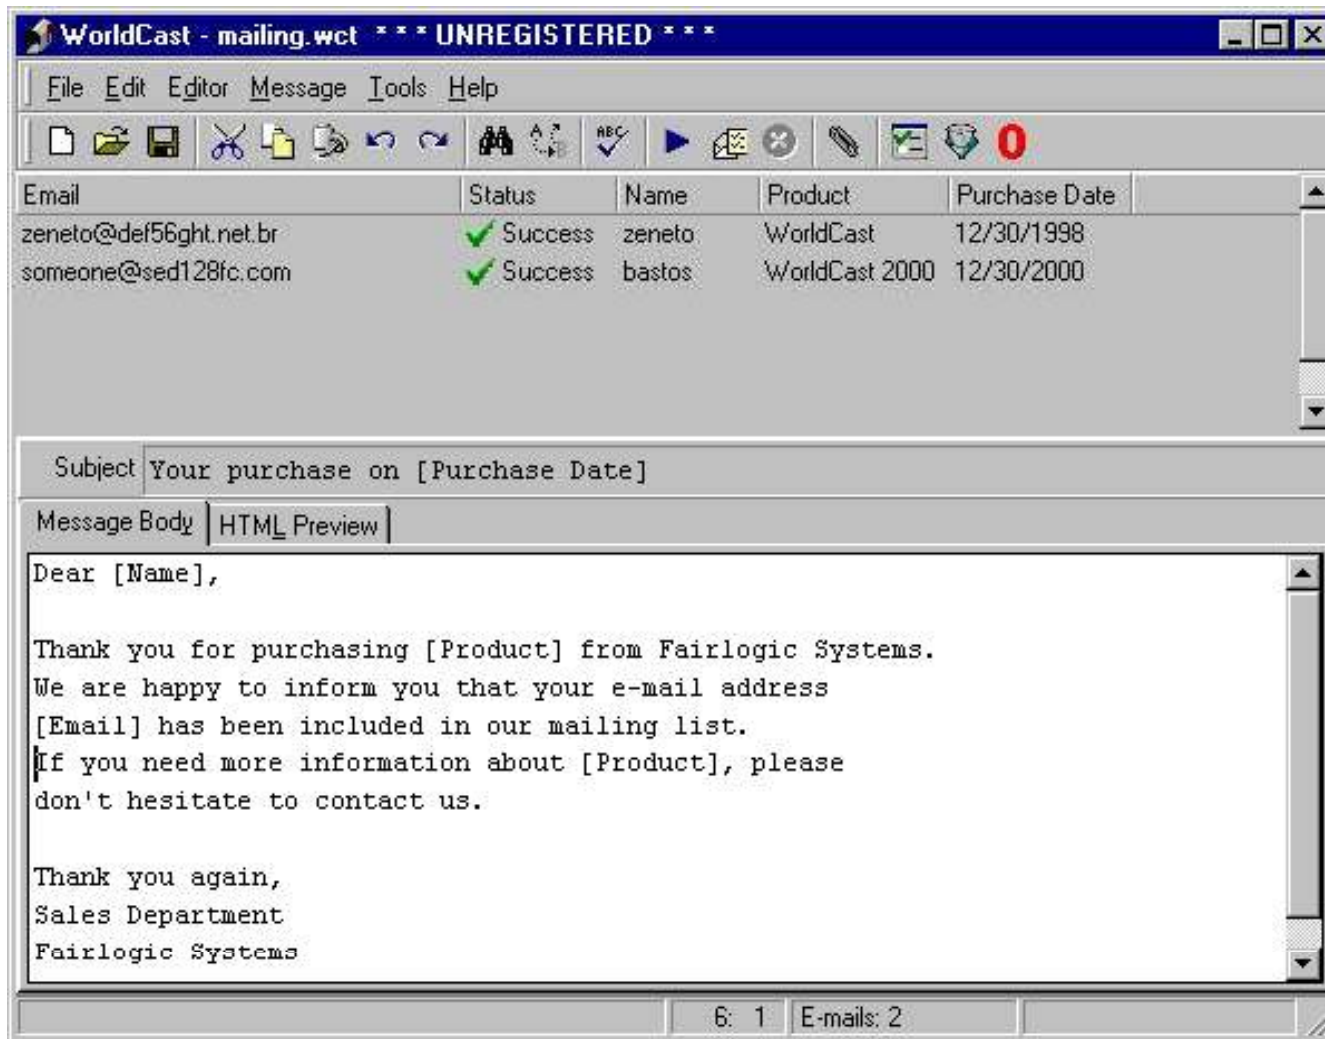 WorldCast - mailing.wct * * * UNREGISTERED * * *
File Edit Editor Message Tools Help
ABC A B 0
Email Status Name Product Purchase Date
zeneto@def56ght.net.br Success zeneto WorldCast 12/30/1998
someone@sed128fc.com Success bastos WorldCast 2000 12/30/2000
Subject Your purchase on [Purchase Date]
Message Body HTML Preview
Dear [Name],
Thank you for purchasing [Product] from Fairlogic Systems.
We are happy to inform you that your e-mail address
[Email] has been included in our mailing list.
If you need more information about [Product], please
don't hesitate to contact us.
Thank you again,
Sales Department
Fairlogic Systems
6: 1 E-mails: 2